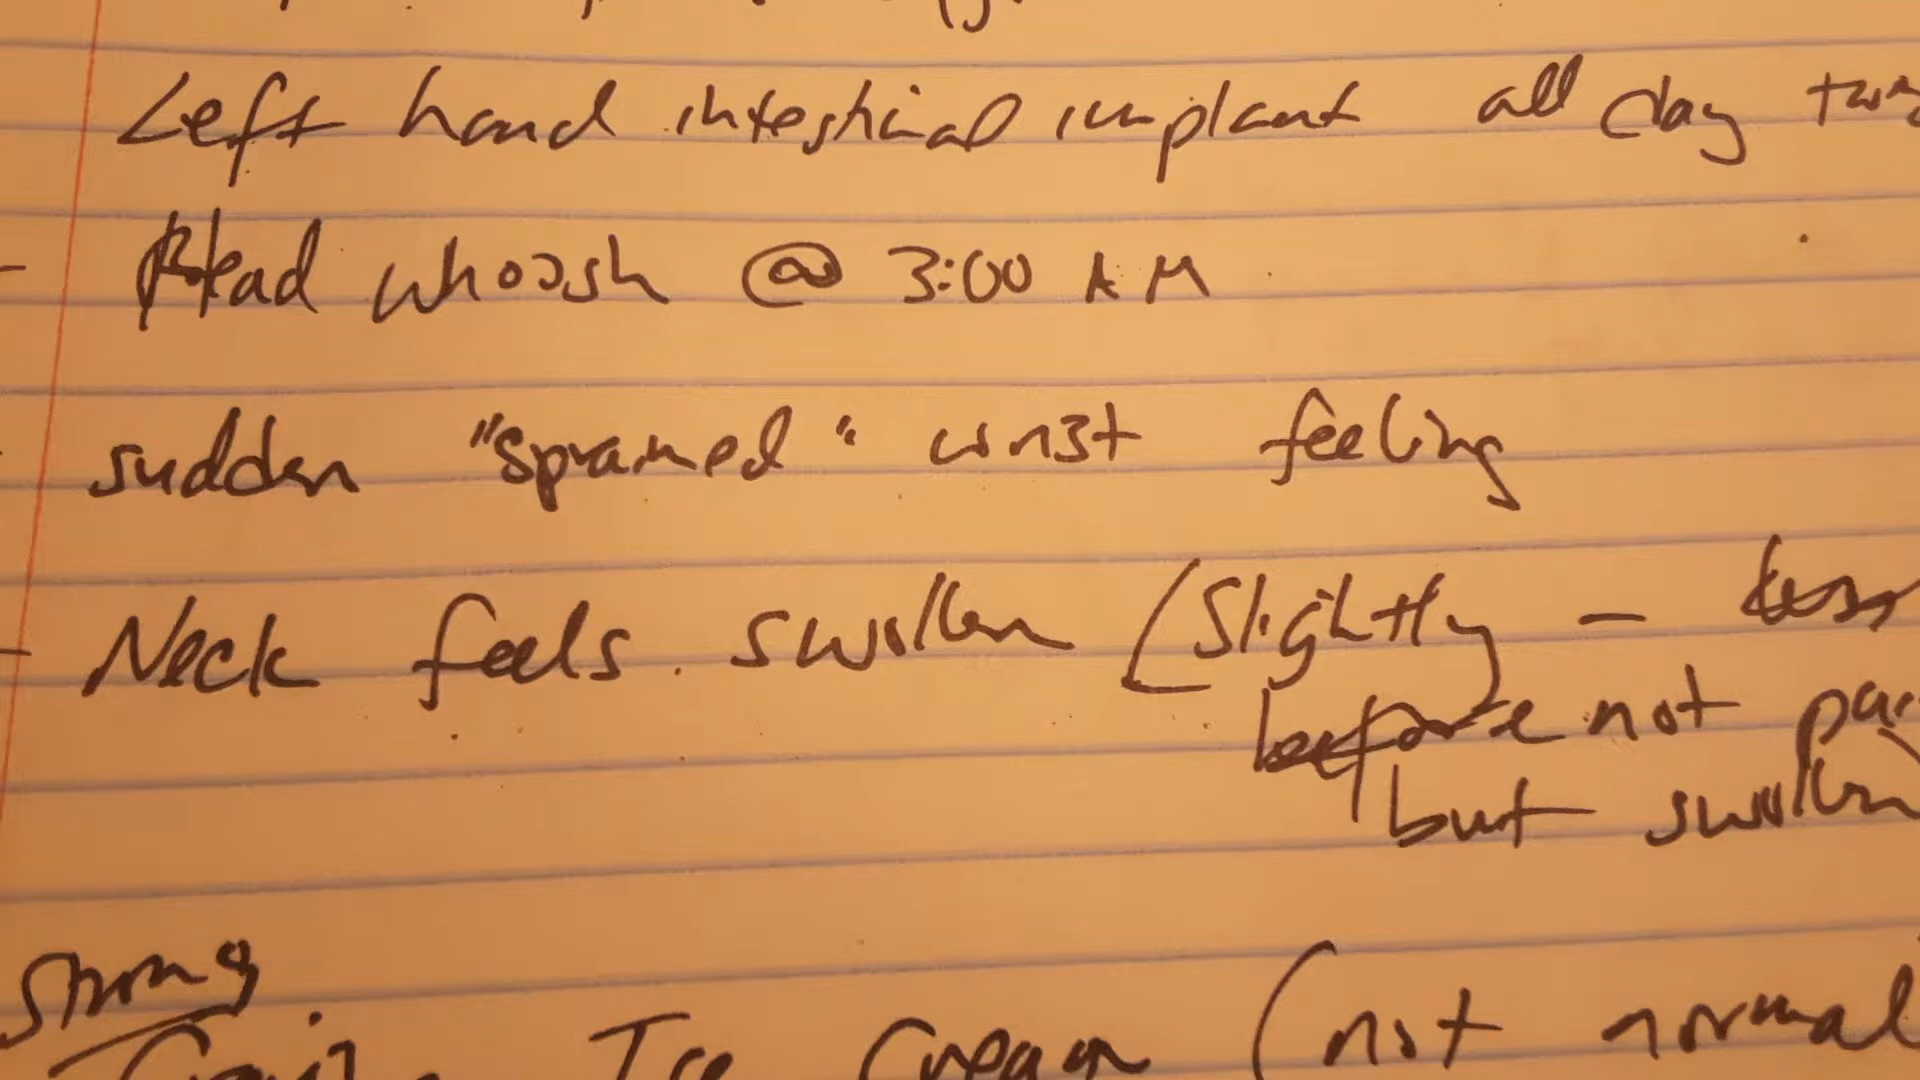 Left hand intestinal implant all day
- Head whoosh @ 3:00 AM
- sudden "sprained" wrist feeling
- Neck feels swollen (Slightly - less
before not
but swollen
Strong
Ice Cream (not normal